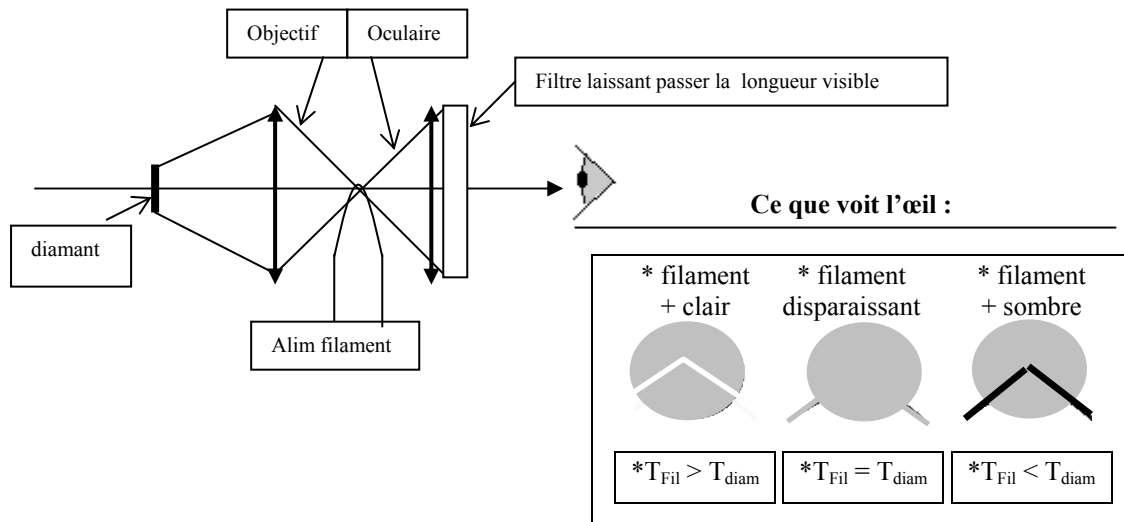 Objectif
Oculaire
Filtre laissant passer la longueur visible
diamant
Alim filament
Ce que voit l’œil :
* filament
+ clair
* filament
disparaissant
* filament
+ sombre
*TFil > Tdiam
*TFil = Tdiam
*TFil < Tdiam